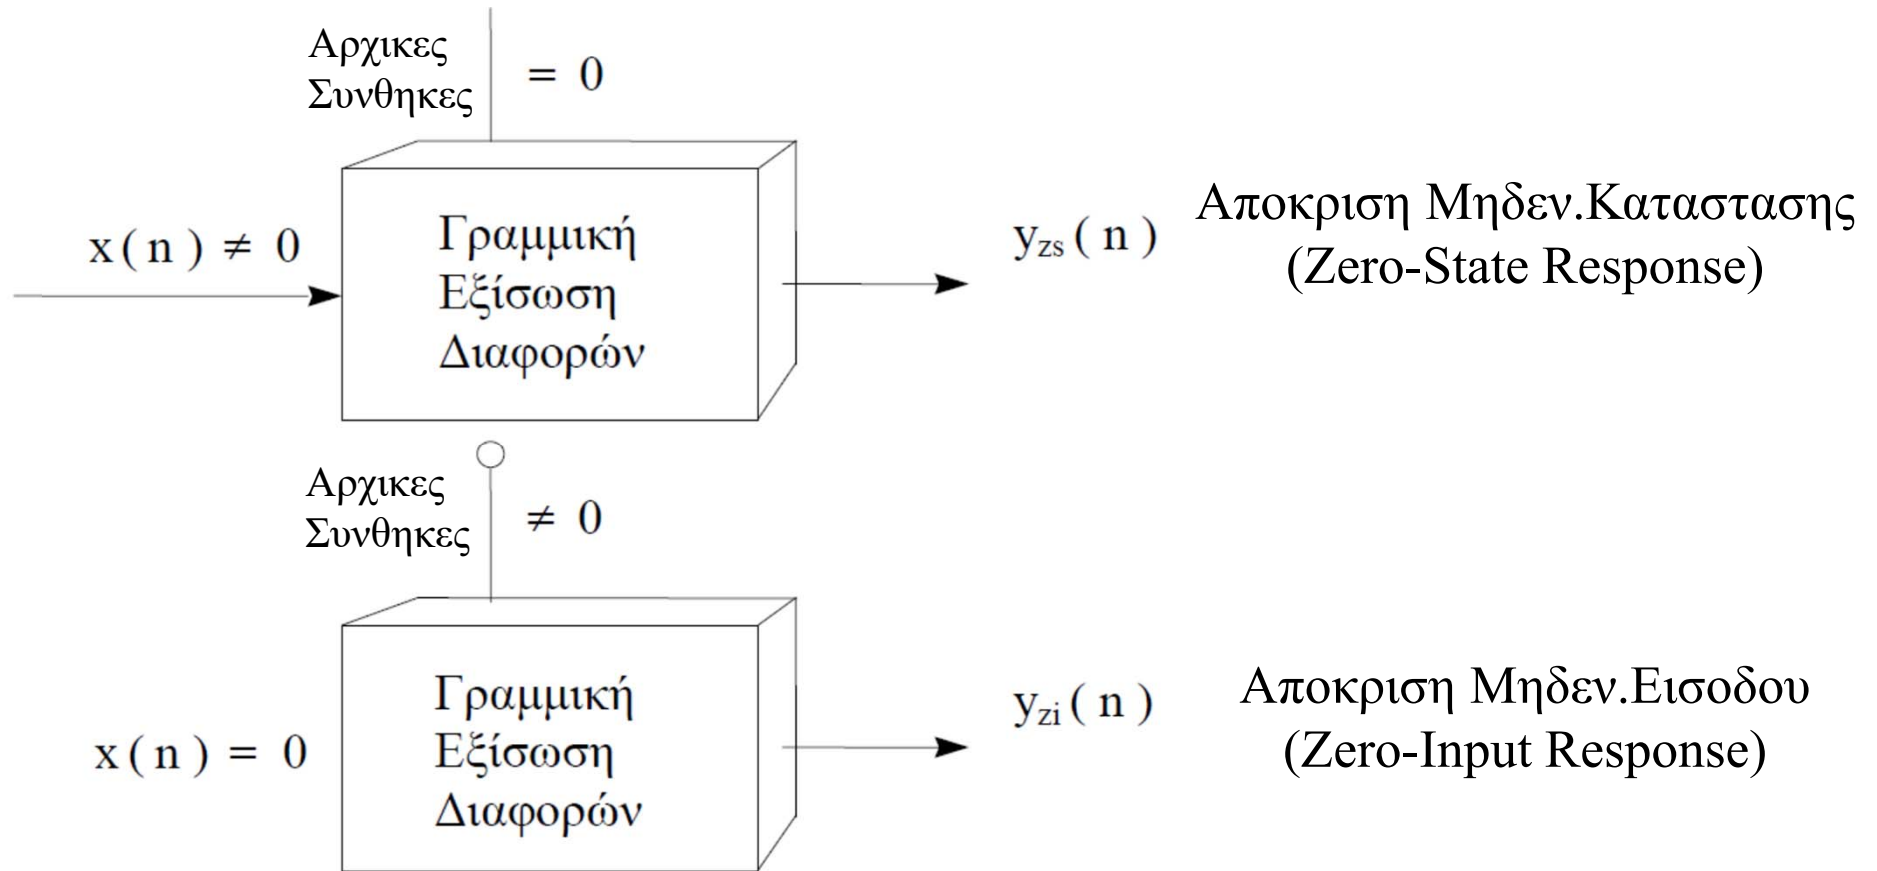 Αρχικες
Συνθηκες
= 0
x ( n ) ≠ 0
Γραμμική
Εξίσωση
Διαφορών
yzs ( n )
Αποκριση Μηδεν.Καταστασης
(Zero-State Response)
Αρχικες
Συνθηκες
≠ 0
x ( n ) = 0
Γραμμική
Εξίσωση
Διαφορών
yzi ( n )
Αποκριση Μηδεν.Εισοδου
(Zero-Input Response)